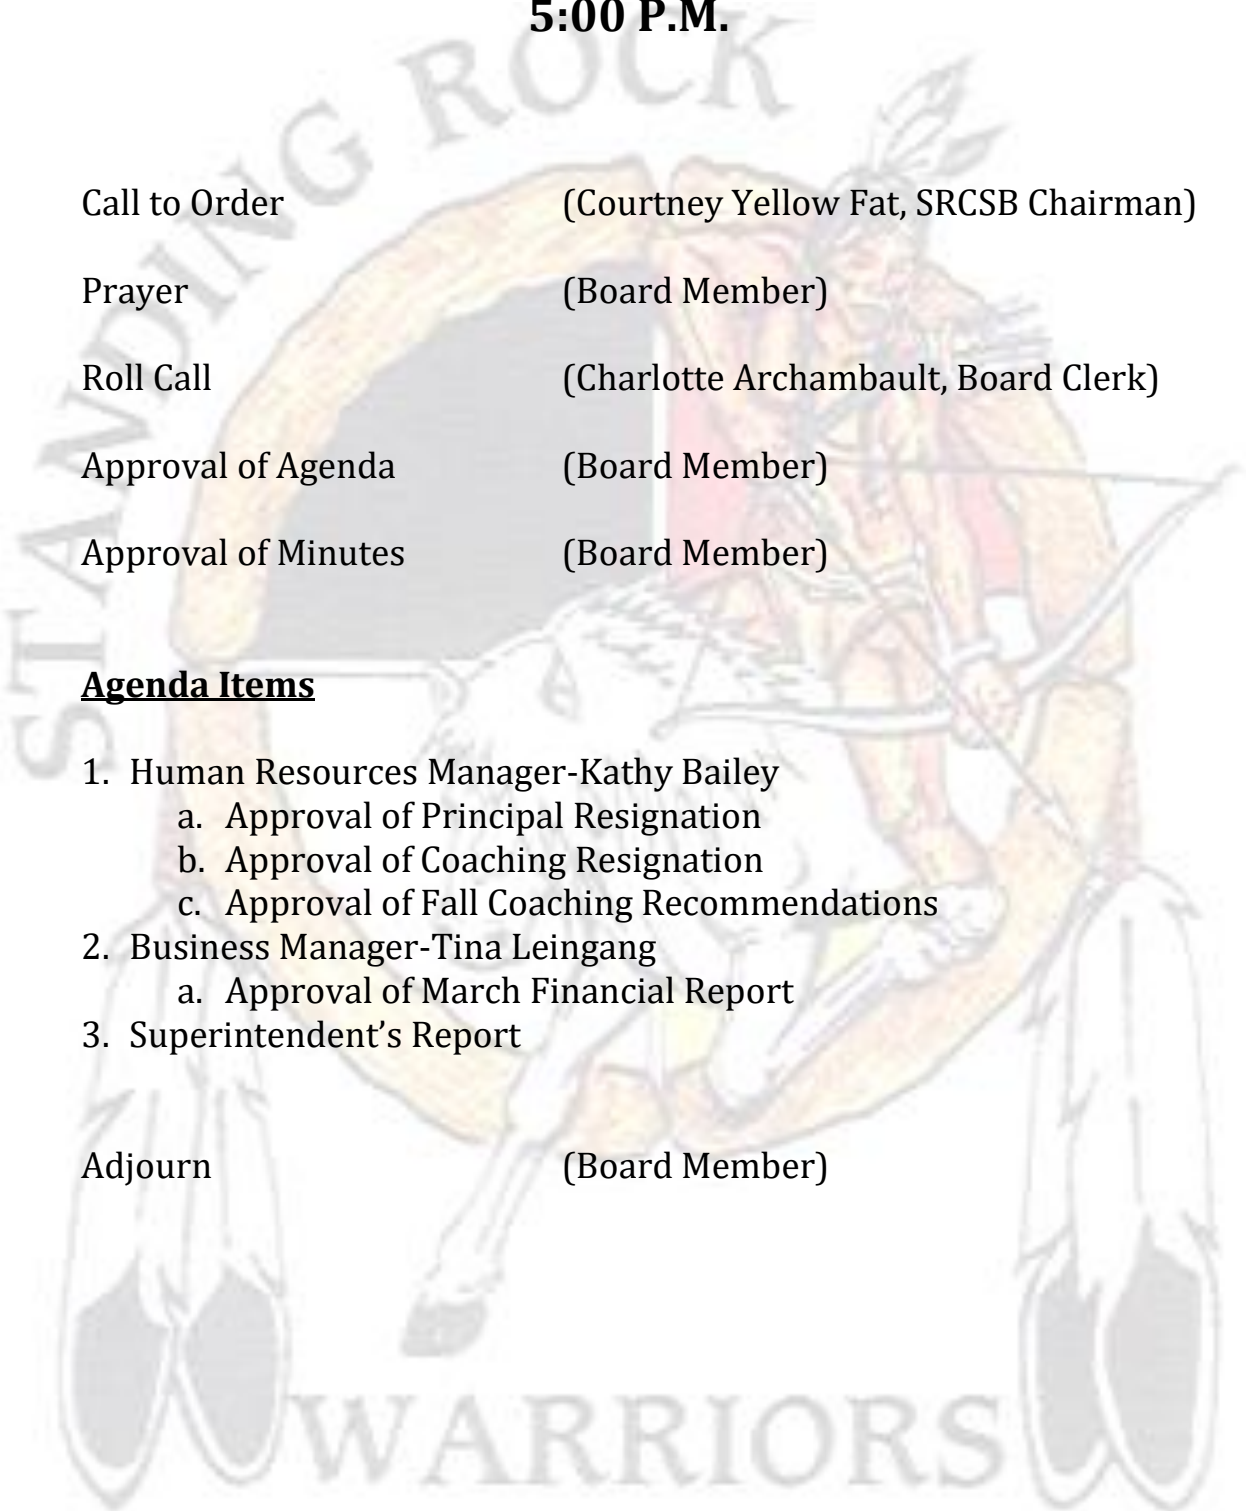 5:00 P.M.
STANDING ROCK
Call to Order (Courtney Yellow Fat, SRCSB Chairman)
Prayer (Board Member)
Roll Call (Charlotte Archambault, Board Clerk)
Approval of Agenda (Board Member)
Approval of Minutes (Board Member)
Agenda Items
1. Human Resources Manager-Kathy Bailey
a. Approval of Principal Resignation
b. Approval of Coaching Resignation
c. Approval of Fall Coaching Recommendations
2. Business Manager-Tina Leingang
a. Approval of March Financial Report
3. Superintendent’s Report
Adjourn (Board Member)
WARRIORS